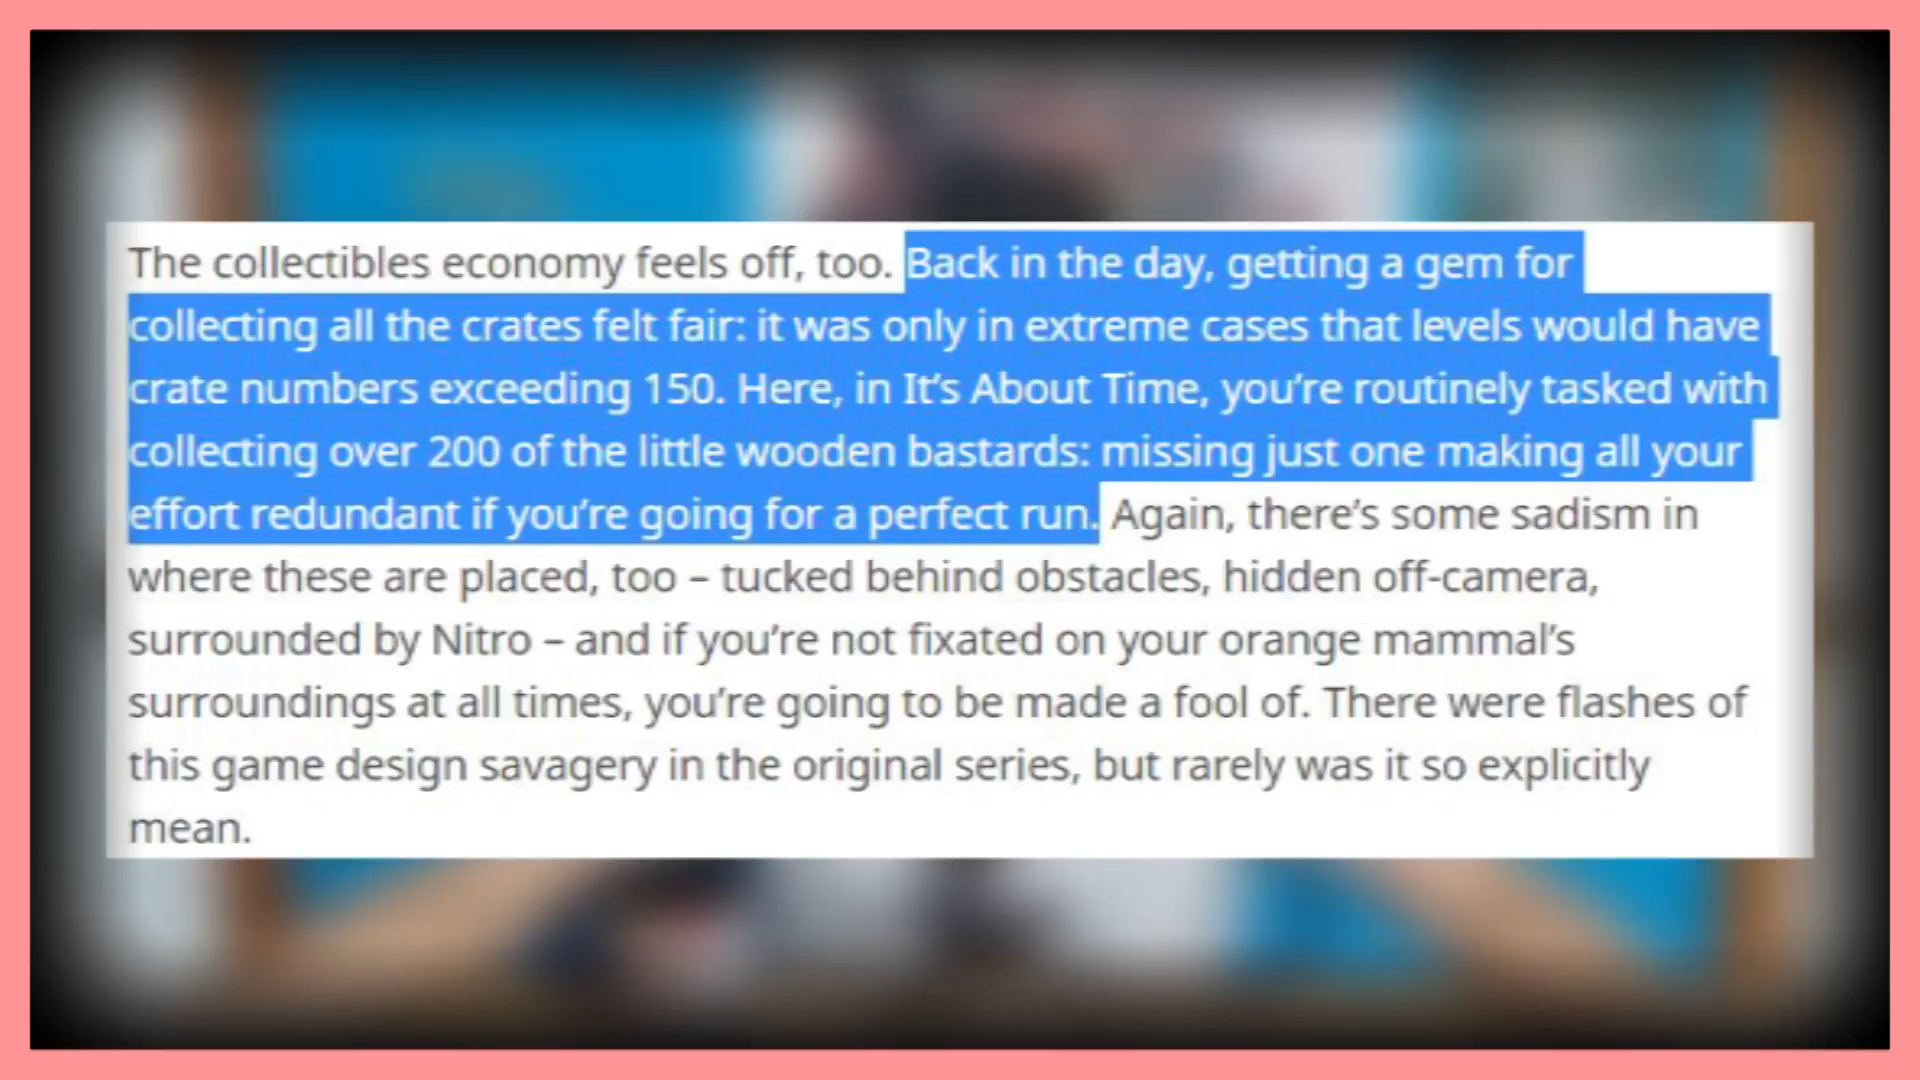 The collectibles economy feels off, too. Back in the day, getting a gem for
collecting all the crates felt fair: it was only in extreme cases that levels would have
crate numbers exceeding 150. Here, in It’s About Time, you’re routinely tasked with
collecting over 200 of the little wooden bastards: missing just one making all your
effort redundant if you’re going for a perfect run. Again, there’s some sadism in
where these are placed, too – tucked behind obstacles, hidden off-camera,
surrounded by Nitro – and if you’re not fixated on your orange mammal’s
surroundings at all times, you’re going to be made a fool of. There were flashes of
this game design savagery in the original series, but rarely was it so explicitly
mean.